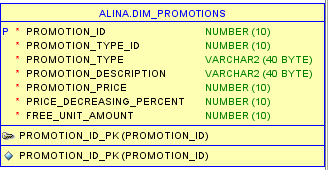 ALINA.DIM_PROMOTIONS
P * PROMOTION_ID NUMBER (10)
* PROMOTION_TYPE_ID NUMBER (10)
* PROMOTION_TYPE VARCHAR2 (40 BYTE)
* PROMOTION_DESCRIPTION VARCHAR2 (40 BYTE)
* PROMOTION_PRICE NUMBER (10)
* PRICE_DECREASING_PERCENT NUMBER (10)
* FREE_UNIT_AMOUNT NUMBER (10)
PROMOTION_ID_PK (PROMOTION_ID)
PROMOTION_ID_PK (PROMOTION_ID)